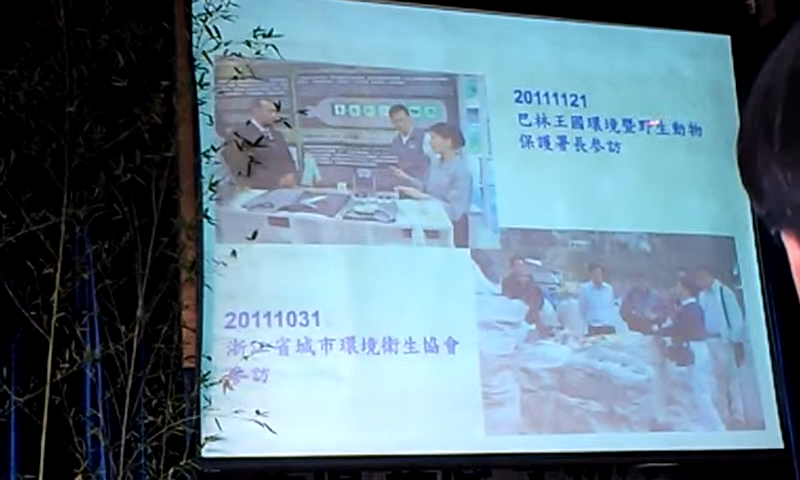 20111121
巴林王國環境暨野生動物
保護署長參訪
20111031
浙江省城市環境衛生協會
參訪